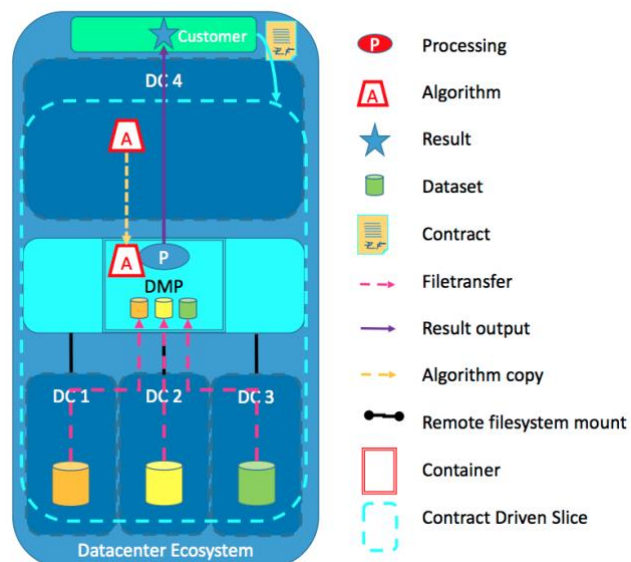 Customer
DC 4
A
A
P
DMP
DC 1
DC 2
DC 3
Datacenter Ecosystem
P
Processing
A
Algorithm
Result
Dataset
Contract
Filetransfer
Result output
Algorithm copy
Remote filesystem mount
Container
Contract Driven Slice